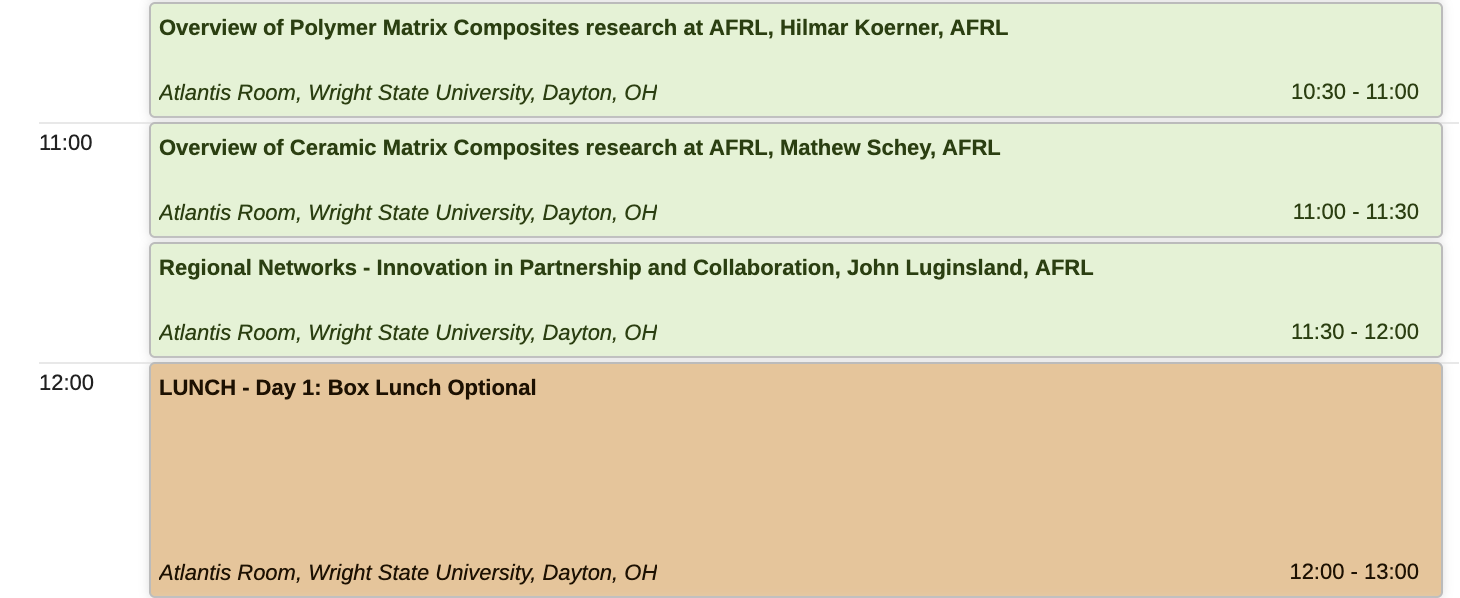 Overview of Polymer Matrix Composites research at AFRL, Hilmar Koerner, AFRL
Atlantis Room, Wright State University, Dayton, OH 10:30 - 11:00
11:00
Overview of Ceramic Matrix Composites research at AFRL, Mathew Schey, AFRL
Atlantis Room, Wright State University, Dayton, OH 11:00 - 11:30
Regional Networks - Innovation in Partnership and Collaboration, John Luginsland, AFRL
Atlantis Room, Wright State University, Dayton, OH 11:30 - 12:00
12:00
LUNCH - Day 1: Box Lunch Optional
Atlantis Room, Wright State University, Dayton, OH 12:00 - 13:00